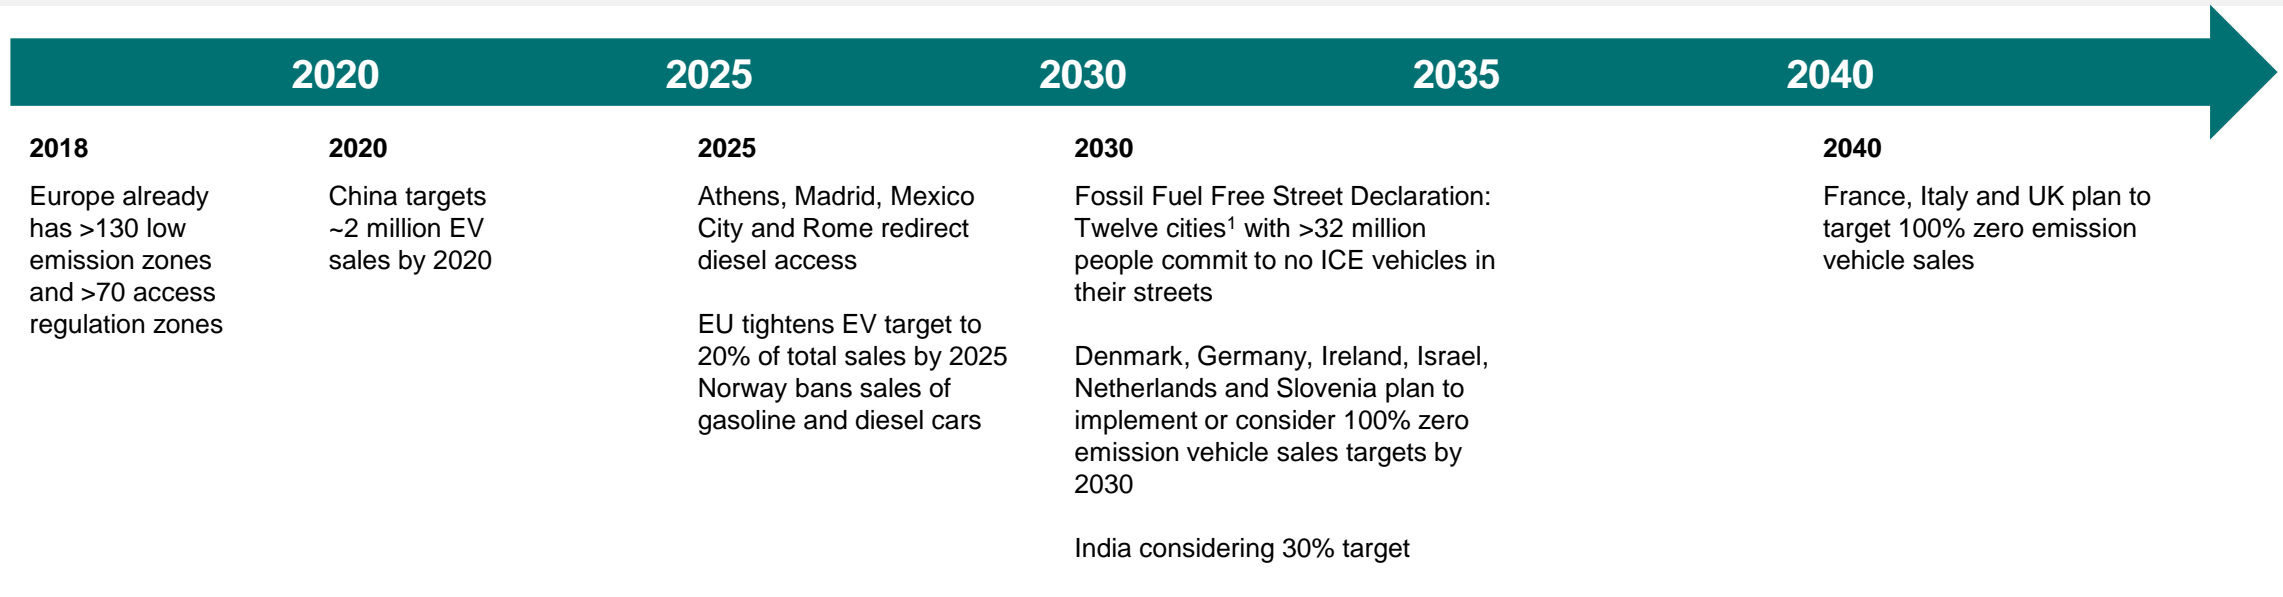 2020 2025 2030 2035 2040
2018
Europe already
has >130 low
emission zones
and >70 access
regulation zones
2020
China targets
~2 million EV
sales by 2020
2025
Athens, Madrid, Mexico
City and Rome redirect
diesel access
EU tightens EV target to
20% of total sales by 2025
Norway bans sales of
gasoline and diesel cars
2030
Fossil Fuel Free Street Declaration:
Twelve cities¹ with >32 million
people commit to no ICE vehicles in
their streets
Denmark, Germany, Ireland, Israel,
Netherlands and Slovenia plan to
implement or consider 100% zero
emission vehicle sales targets by
2030
India considering 30% target
2040
France, Italy and UK plan to
target 100% zero emission
vehicle sales